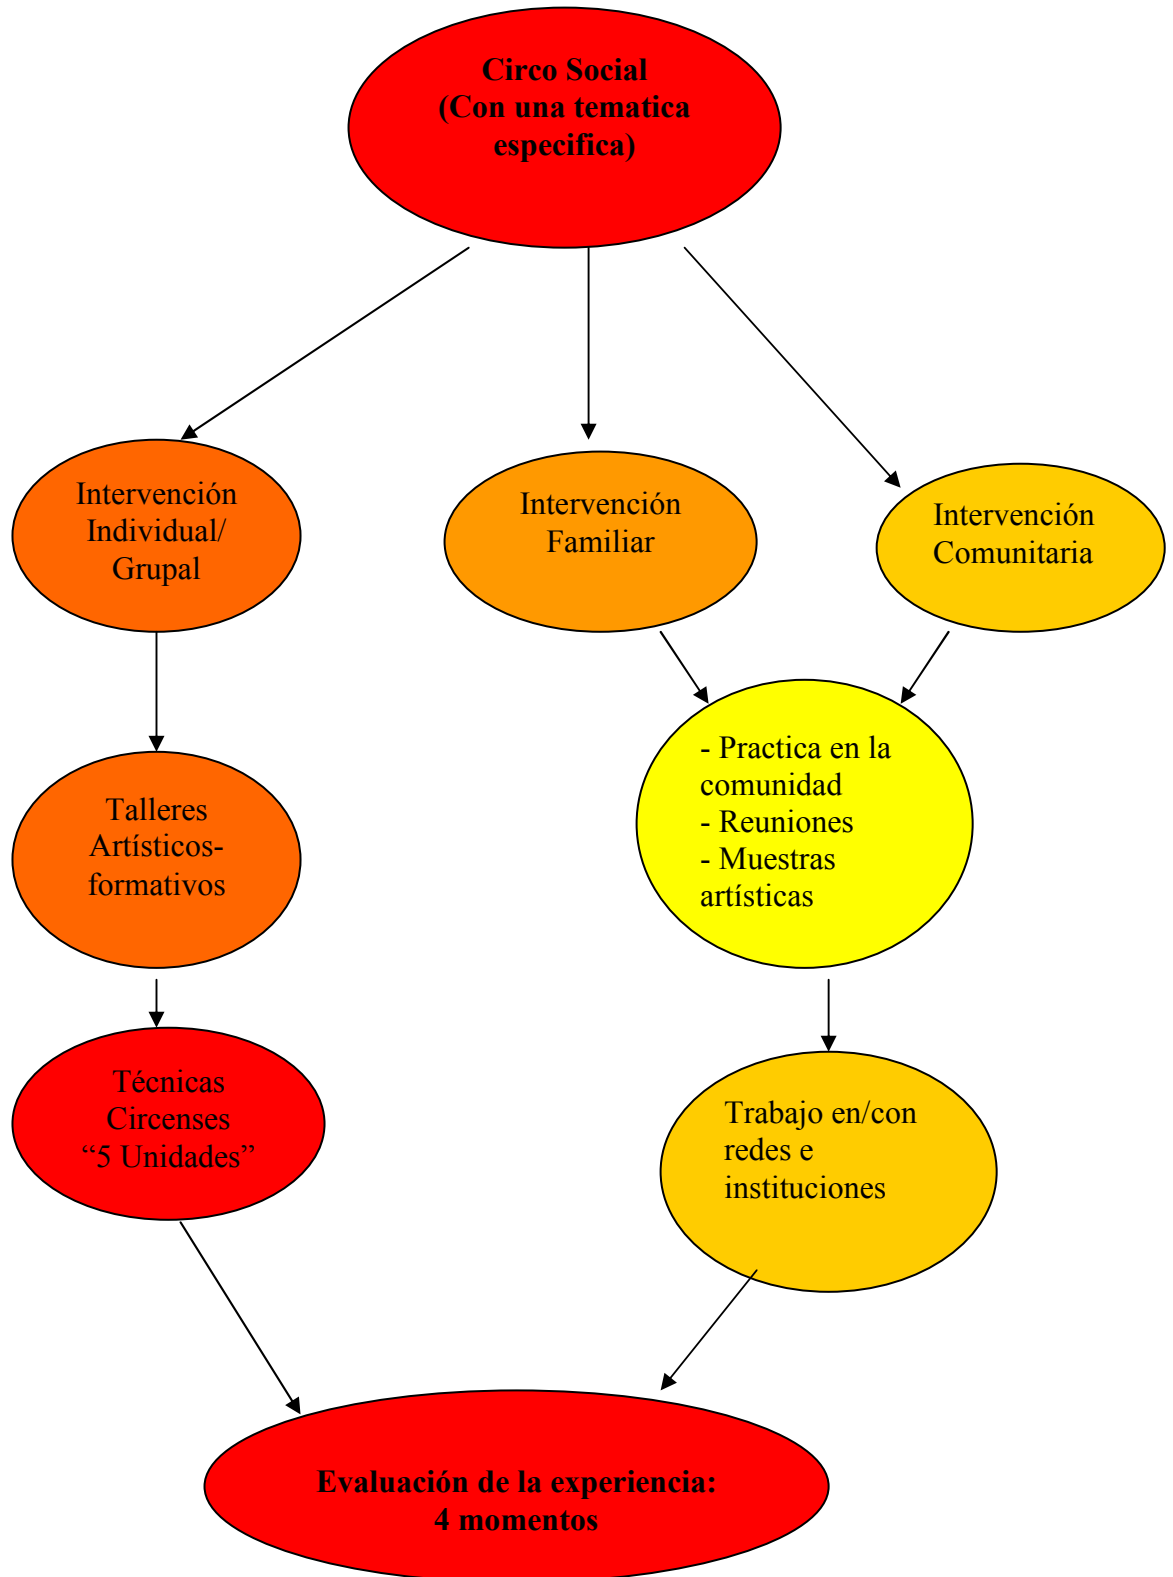 Circo Social
(Con una tematica
especifica)
Intervención
Individual/
Grupal
Intervención
Familiar
Intervención
Comunitaria
Talleres
Artísticos-
formativos
- Practica en la
comunidad
- Reuniones
- Muestras
artísticas
Técnicas
Circenses
“5 Unidades”
Trabajo en/con
redes e
instituciones
Evaluación de la experiencia:
4 momentos